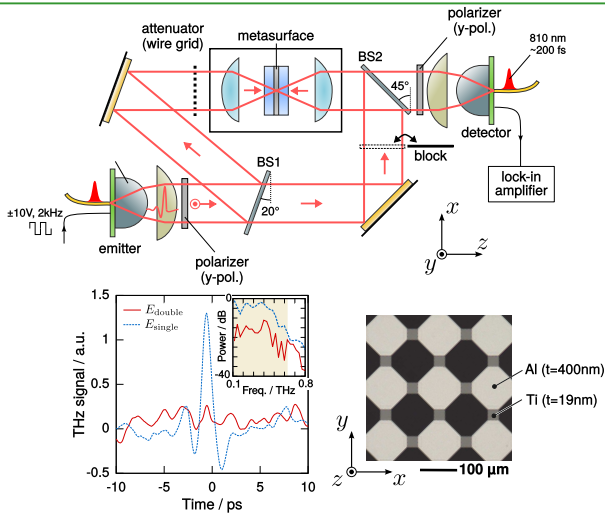 attenuator
(wire grid)
metasurface
polarizer
(y-pol.)
810 nm
~200 fs
BS2
45°
detector
block
lock-in
amplifier
BS1
20°
±10V, 2kHz
emitter
polarizer
(y-pol.)
x
y
z
THz signal / a.u.
1.5
1
0.5
0
-0.5
-10
-5
0
5
10
Time / ps
E_double
E_single
Power / dB
0
-40
0.1
0.8
Freq. / THz
Al (t=400nm)
Ti (t=19nm)
y
z
x
100 µm